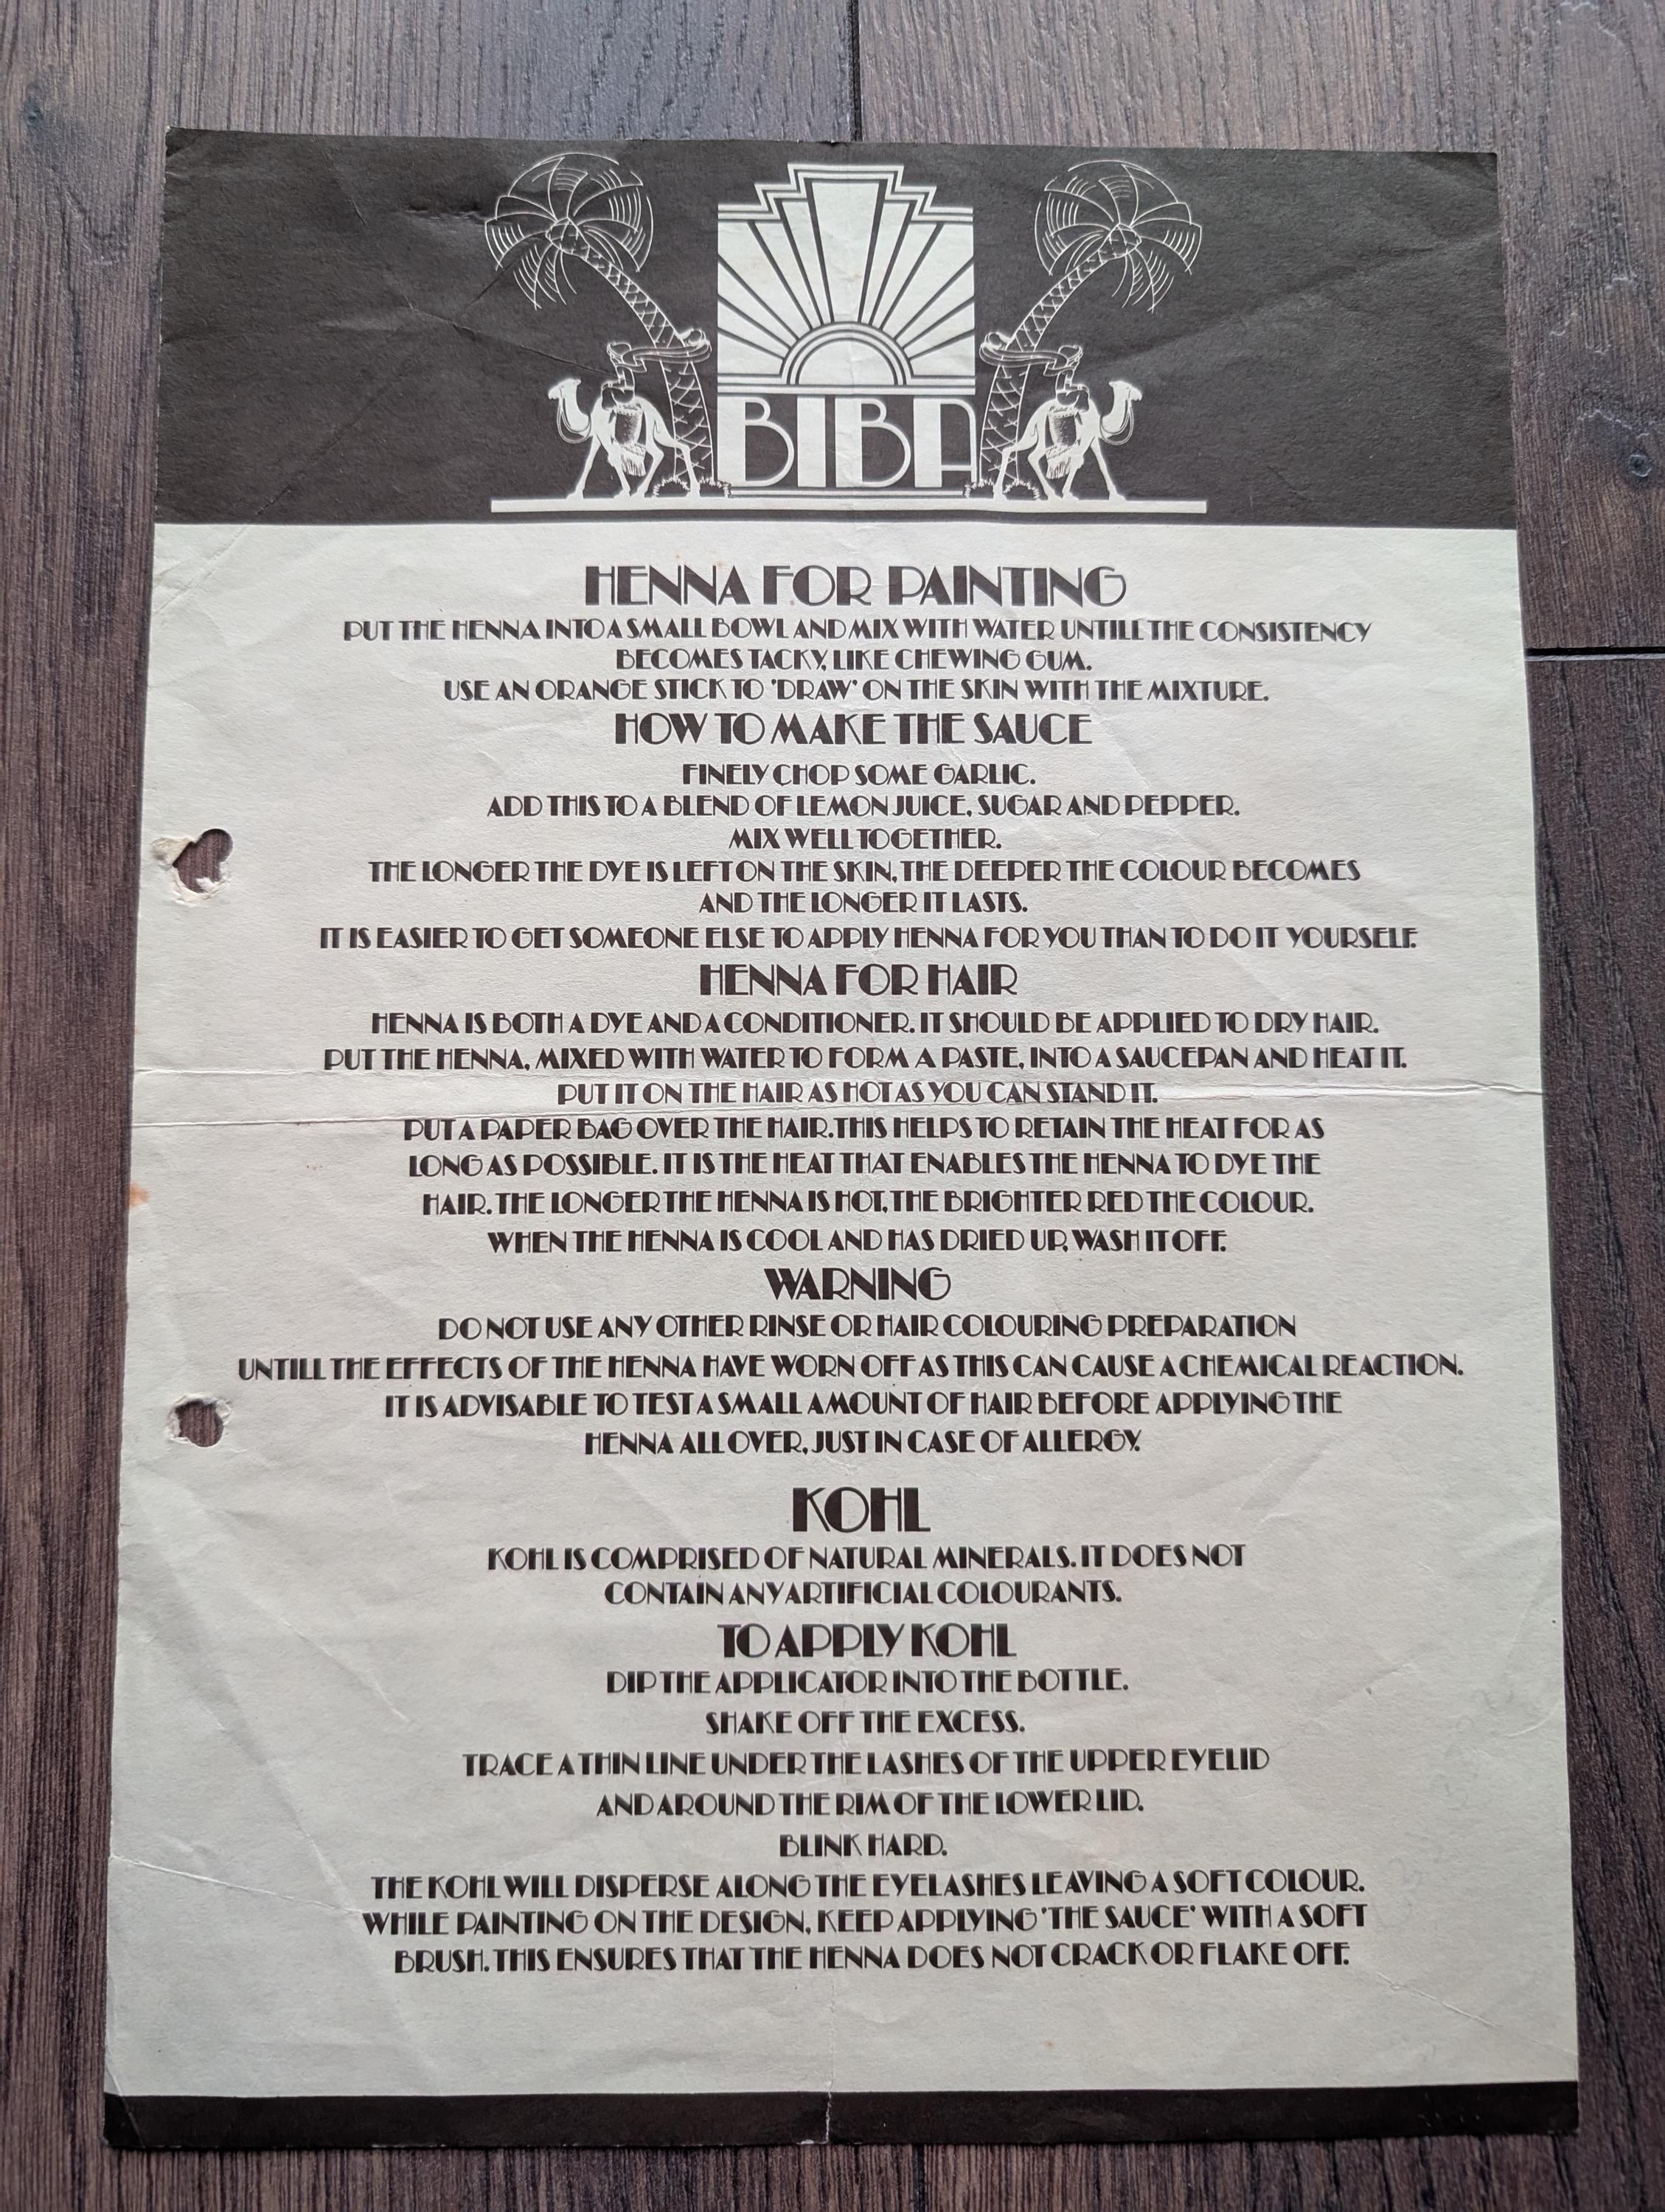 BIBA
HENNA FOR PAINTING
PUT THE HENNA INTO A SMALL BOWL AND MIX WITH WATER UNTILL THE CONSISTENCY
BECOMES TACKY, LIKE CHEWING GUM.
USE AN ORANGE STICK TO 'DRAW' ON THE SKIN WITH THE MIXTURE.
HOW TO MAKE THE SAUCE
FINELY CHOP SOME GARLIC.
ADD THIS TO A BLEND OF LEMON JUICE, SUGAR AND PEPPER.
MIX WELL TOGETHER.
THE LONGER THE DYE IS LEFT ON THE SKIN, THE DEEPER THE COLOUR BECOMES
AND THE LONGER IT LASTS.
IT IS EASIER TO GET SOMEONE ELSE TO APPLY HENNA FOR YOU THAN TO DO IT YOURSELF.
HENNA FOR HAIR
HENNA IS BOTH A DYE AND A CONDITIONER. IT SHOULD BE APPLIED TO DRY HAIR.
PUT THE HENNA, MIXED WITH WATER TO FORM A PASTE, INTO A SAUCEPAN AND HEAT IT.
PUT IT ON THE HAIR AS HOT AS YOU CAN STAND IT.
PUT A PAPER BAG OVER THE HAIR. THIS HELPS TO RETAIN THE HEAT FOR AS
LONG AS POSSIBLE. IT IS THE HEAT THAT ENABLES THE HENNA TO DYE THE
HAIR. THE LONGER THE HENNA IS HOT, THE BRIGHTER RED THE COLOUR.
WHEN THE HENNA IS COOL AND HAS DRIED UP, WASH IT OFF.
WARNING
DO NOT USE ANY OTHER RINSE OR HAIR COLOURING PREPARATION
UNTILL THE EFFECTS OF THE HENNA HAVE WORN OFF AS THIS CAN CAUSE A CHEMICAL REACTION.
IT IS ADVISABLE TO TEST A SMALL AMOUNT OF HAIR BEFORE APPLYING THE
HENNA ALL OVER, JUST IN CASE OF ALLERGY.
KOHL
KOHL IS COMPRISED OF NATURAL MINERALS. IT DOES NOT
CONTAIN ANY ARTIFICIAL COLOURANTS.
TO APPLY KOHL
DIP THE APPLICATOR INTO THE BOTTLE.
SHAKE OFF THE EXCESS.
TRACE A THIN LINE UNDER THE LASHES OF THE UPPER EYELID
AND AROUND THE RIM OF THE LOWER LID.
BLINK HARD.
THE KOHL WILL DISPERSE ALONG THE EYELASHES LEAVING A SOFT COLOUR.
WHILE PAINTING ON THE DESIGN, KEEP APPLYING 'THE SAUCE' WITH A SOFT
BRUSH. THIS ENSURES THAT THE HENNA DOES NOT CRACK OR FLAKE OFF.